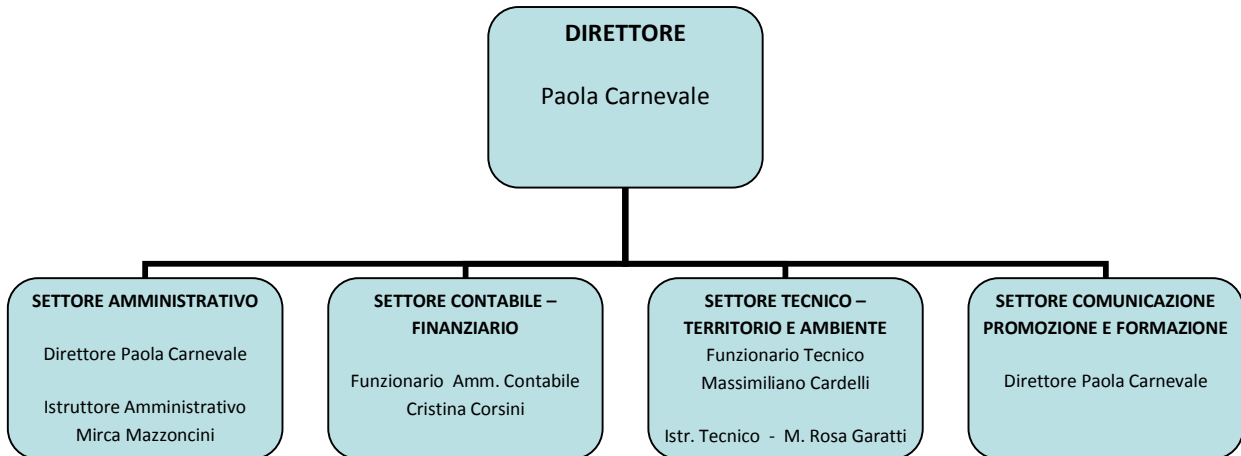 DIRETTORE
Paola Carnevale
SETTORE AMMINISTRATIVO
Direttore Paola Carnevale
Istruttore Amministrativo
Mirca Mazzoncini
SETTORE CONTABILE –
FINANZIARIO
Funzionario Amm. Contabile
Cristina Corsini
SETTORE TECNICO –
TERRITORIO E AMBIENTE
Funzionario Tecnico
Massimiliano Cardelli
Istr. Tecnico - M. Rosa Garatti
SETTORE COMUNICAZIONE
PROMOZIONE E FORMAZIONE
Direttore Paola Carnevale